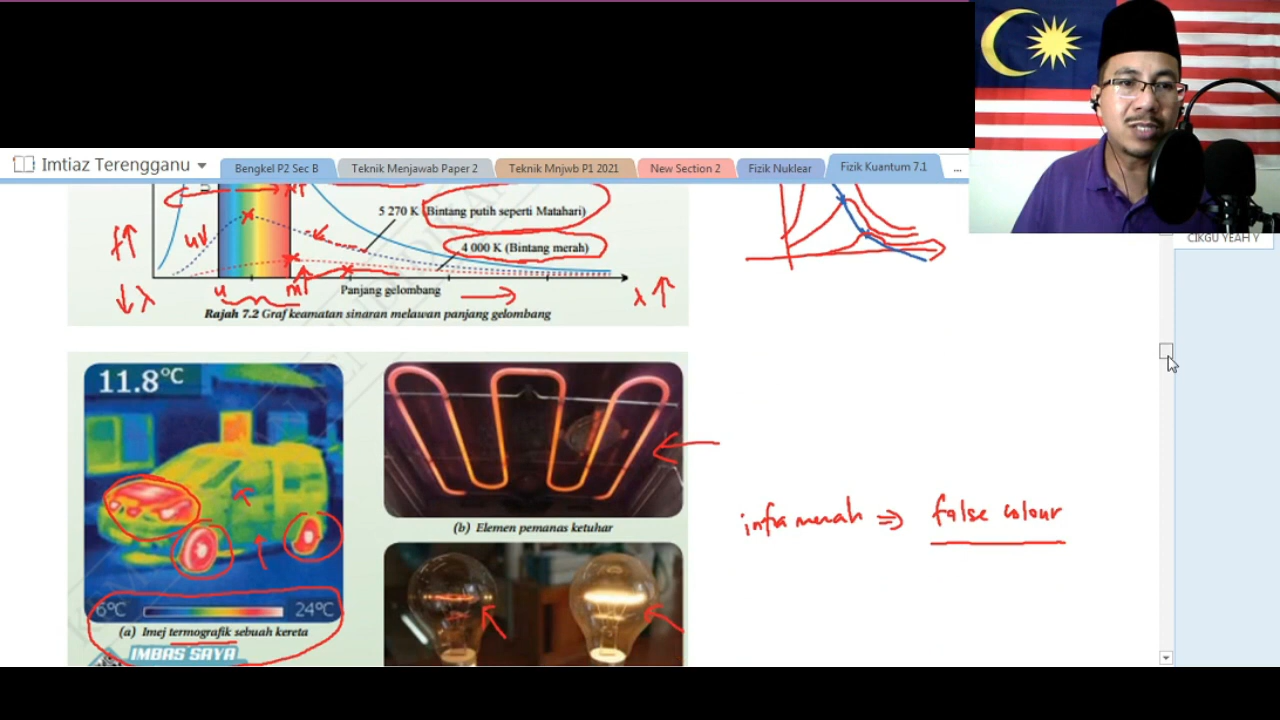 Imtiaz Terengganu
Bengkel P2 Sec B
Teknik Menjawab Paper 2
Teknik Mnjwb P1 2021
New Section 2
Fizik Nuklear
Fizik Kuantum 7.1
...
CIKGU YEAH Y
5 270 K (Bintang putih seperti Matahari)
f↑
uv
4 000 K (Bintang merah)
↓λ
u
m↑
Panjang gelombang
λ↑
Rajah 7.2 Graf keamatan sinaran melawan panjang gelombang
11.8°C
6°C
24°C
(a) Imej termografik sebuah kereta
IMBAS SAYA
(b) Elemen pemanas ketuhar
infra merah ⇒ false colour